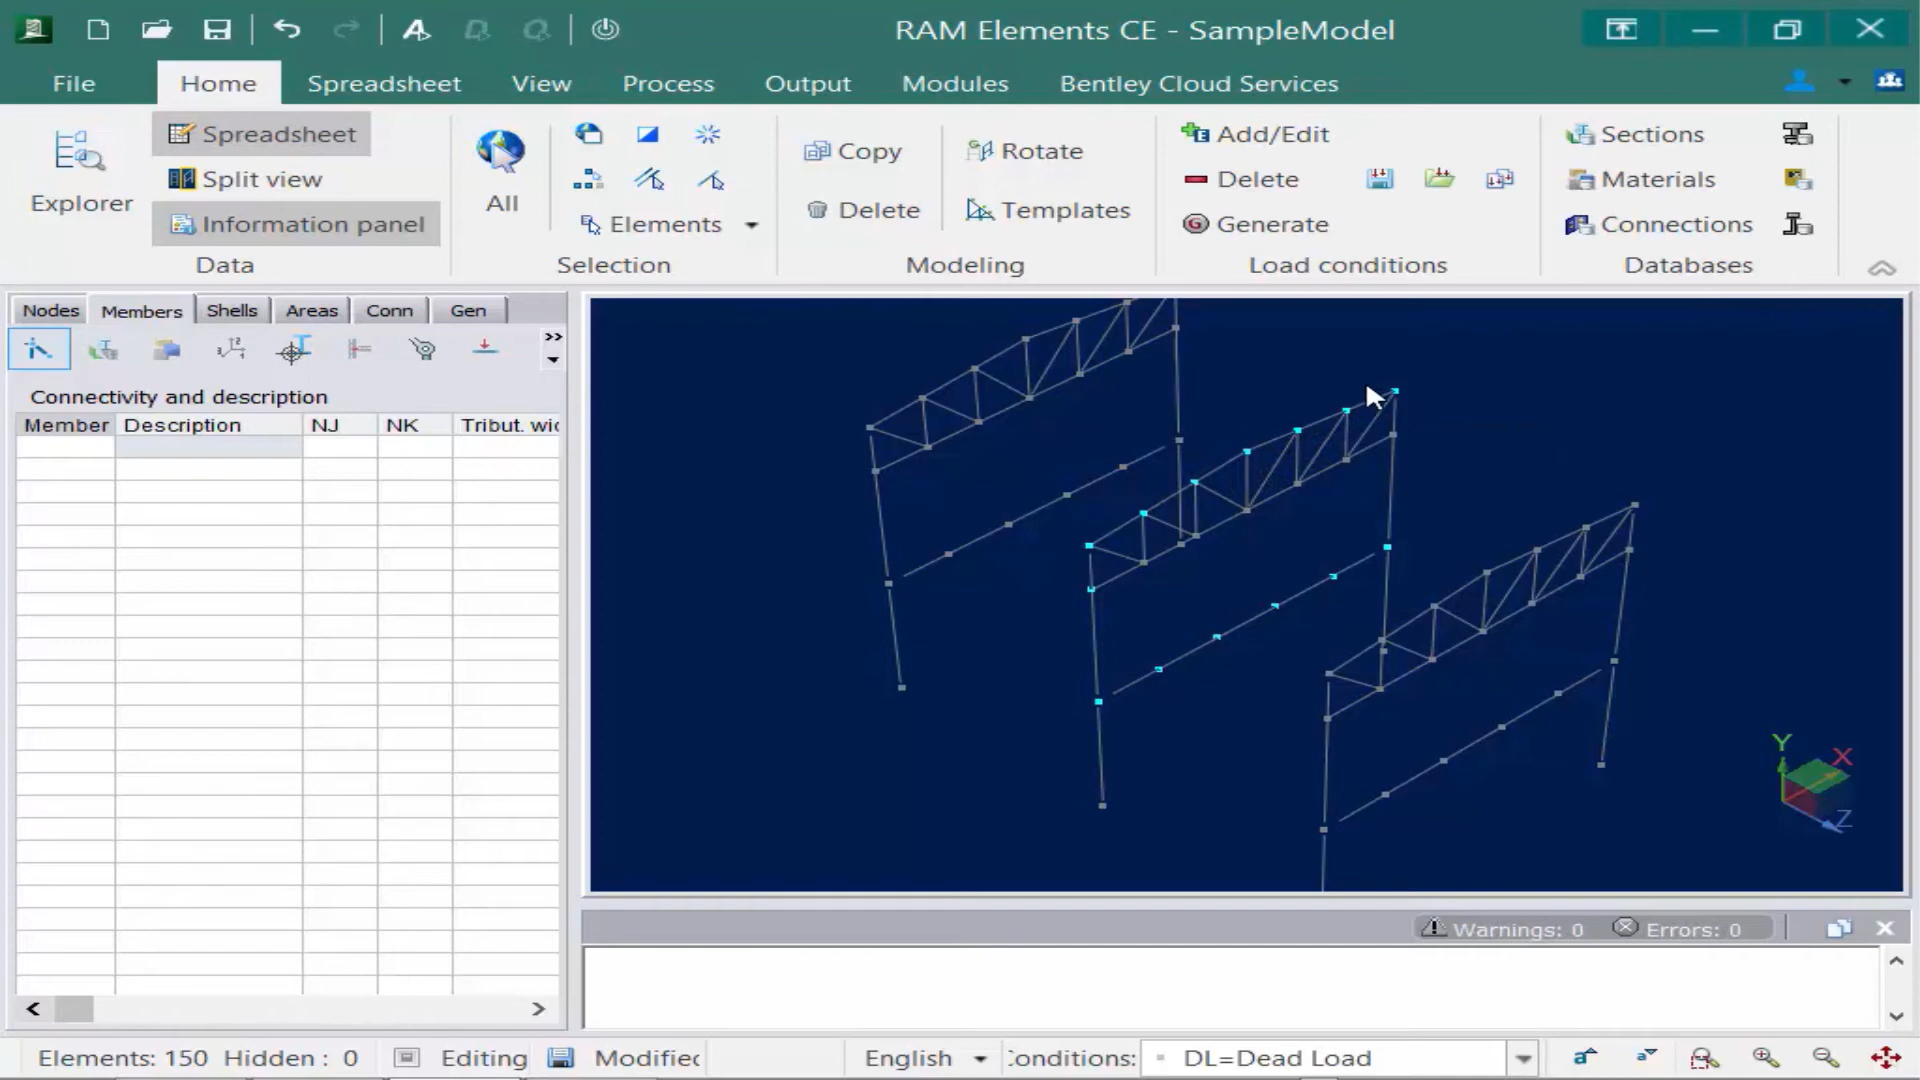 RAM Elements CE - SampleModel
File Home Spreadsheet View Process Output Modules Bentley Cloud Services
Explorer
Spreadsheet
Split view
Information panel
Data
All
Elements
Selection
Copy
Delete
Rotate
Templates
Modeling
Add/Edit
Delete
Generate
Load conditions
Sections
Materials
Connections
Databases
Nodes Members Shells Areas Conn Gen
Connectivity and description
Member Description NJ NK Tribut. wi
Y
X
Z
Warnings: 0 Errors: 0
Elements: 150 Hidden : 0 Editing Modified English Conditions: DL=Dead Load